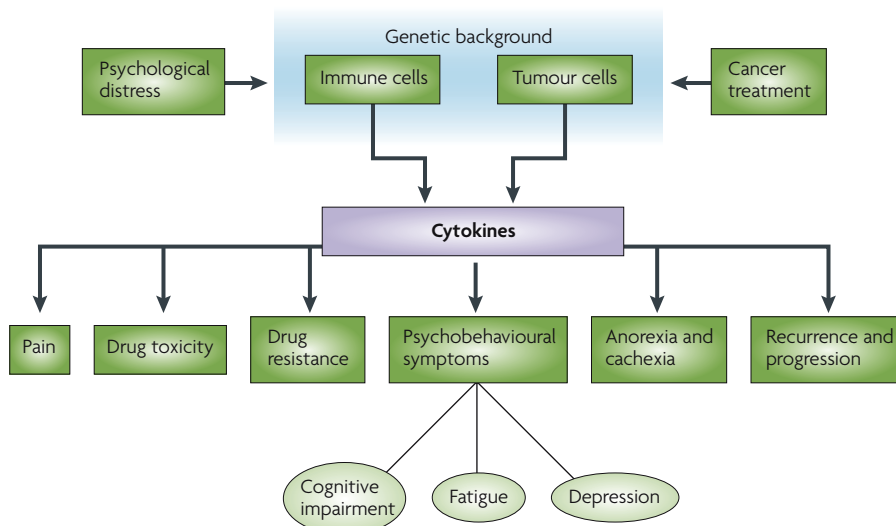 Genetic background
Psychological
distress
Immune cells
Tumour cells
Cancer
treatment
Cytokines
Pain
Drug toxicity
Drug
resistance
Psychobehavioural
symptoms
Anorexia and
cachexia
Recurrence and
progression
Cognitive
impairment
Fatigue
Depression